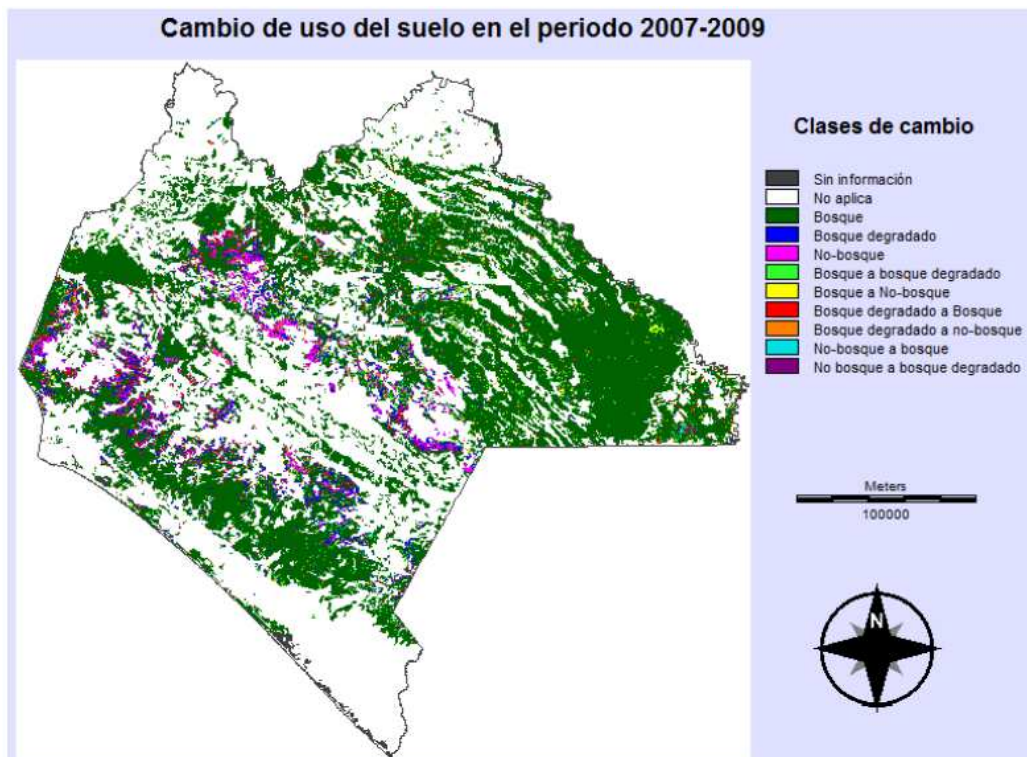 Cambio de uso del suelo en el periodo 2007-2009
Clases de cambio
Sin información
No aplica
Bosque
Bosque degradado
No-bosque
Bosque a bosque degradado
Bosque a No-bosque
Bosque degradado a Bosque
Bosque degradado a no-bosque
No-bosque a bosque
No bosque a bosque degradado
Meters
100000
N